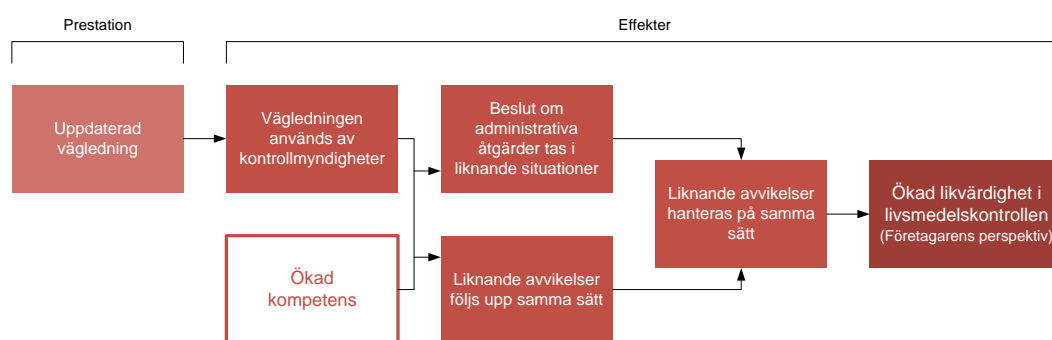 Prestation
Effekter
Uppdaterad
vägledning
Vägledningen
används av
kontrollmyndigheter
Beslut om
administrativa
åtgärder tas i
liknande situationer
Ökad
kompetens
Liknande avvikelser
följs upp samma sätt
Liknande avvikelser
hanteras på samma
sätt
Ökad likvärdighet i
livsmedelskontrollen
(Företagarens perspektiv)